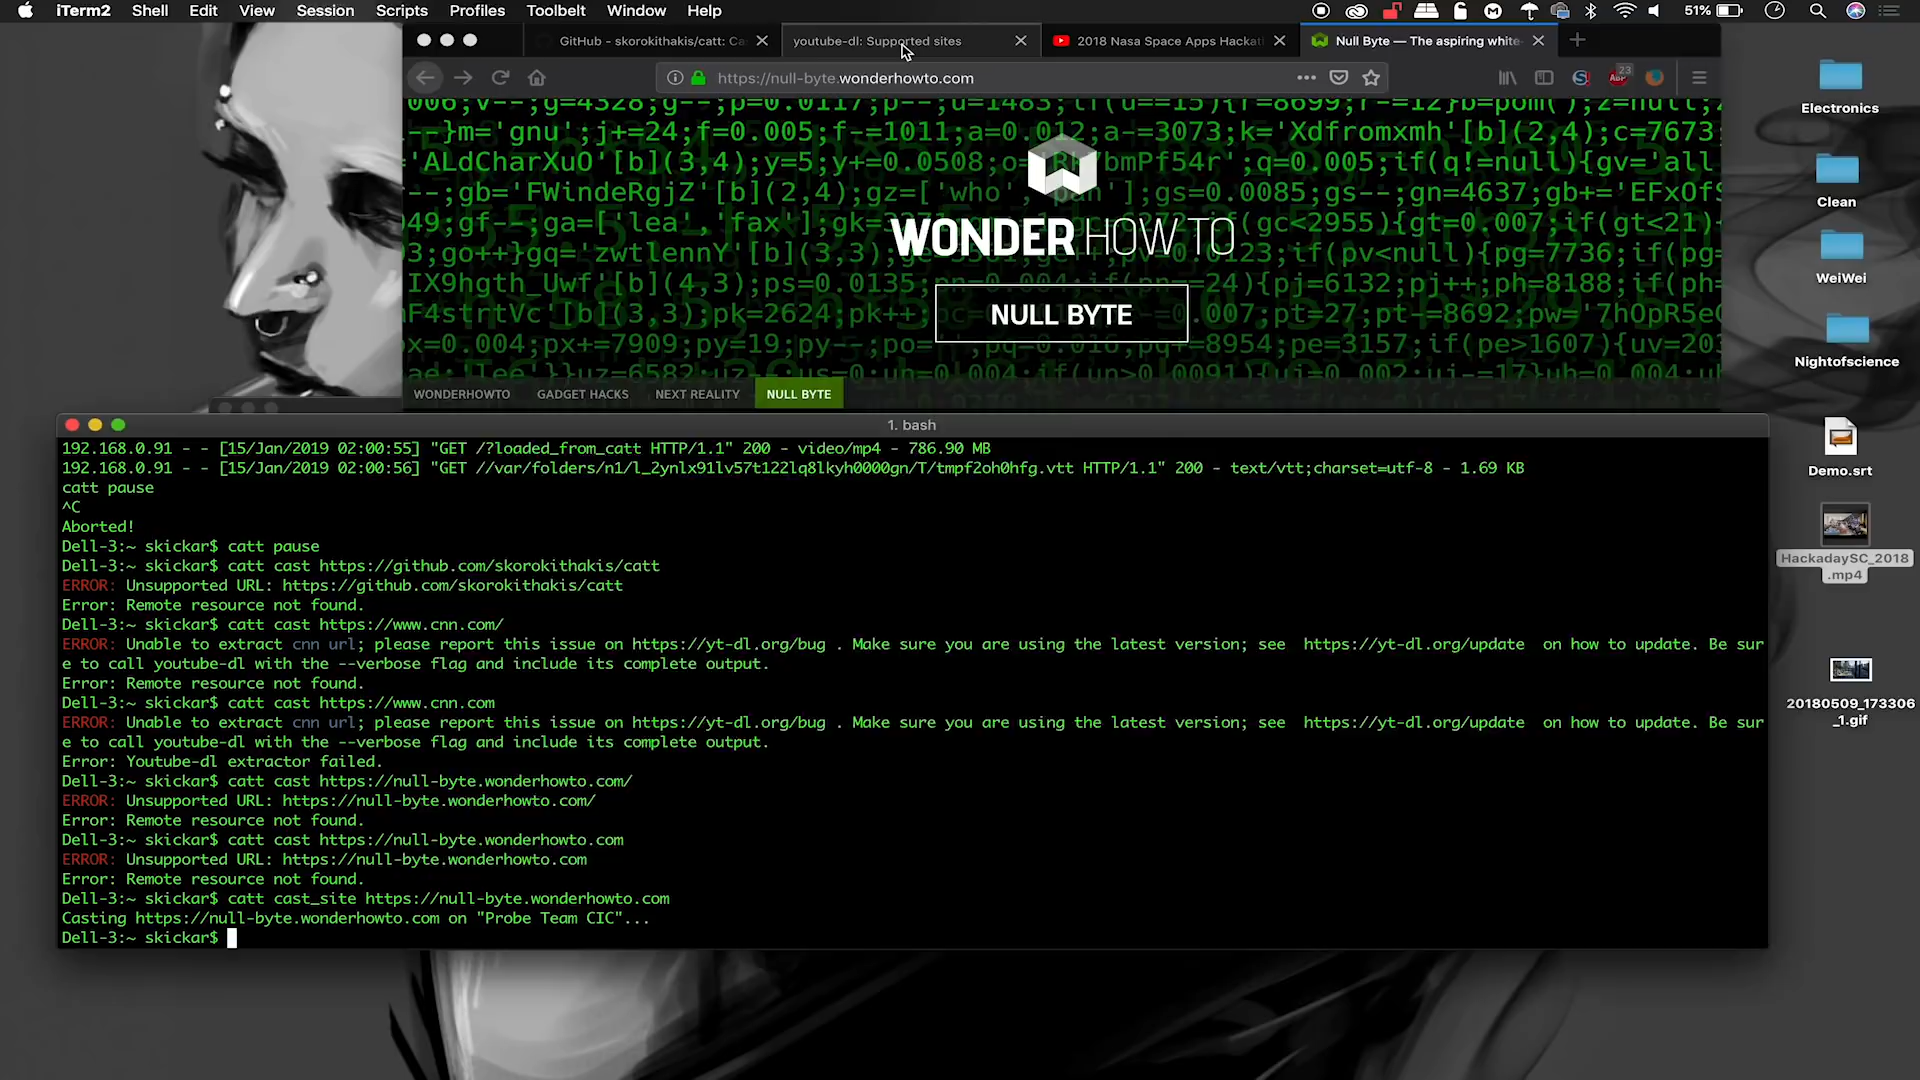 iTerm2 Shell Edit View Session Scripts Profiles Toolbelt Window Help 51%
GitHub - skorokithakis/catt: Ca
youtube-dl: Supported sites
2018 Nasa Space Apps Hackat
Null Byte — The aspiring white-
https://null-byte.wonderhowto.com
23
ABP
WONDER HOW TO
NULL BYTE
WONDERHOWTO GADGET HACKS NEXT REALITY NULL BYTE
Electronics
Clean
WeiWei
Nightofscience
Demo.srt
HackadaySC_2018
.mp4
20180509_173306
_1.gif
1. bash
192.168.0.91 - - [15/Jan/2019 02:00:55] "GET /?loaded_from_catt HTTP/1.1" 200 - video/mp4 - 786.90 MB
192.168.0.91 - - [15/Jan/2019 02:00:56] "GET //var/folders/n1/l_2ynlx91lv57t122lq8lkyh0000gn/T/tmpf2oh0hfg.vtt HTTP/1.1" 200 - text/vtt;charset=utf-8 - 1.69 KB
catt pause
^C
Aborted!
Dell-3:~ skickar$ catt pause
Dell-3:~ skickar$ catt cast https://github.com/skorokithakis/catt
ERROR: Unsupported URL: https://github.com/skorokithakis/catt
Error: Remote resource not found.
Dell-3:~ skickar$ catt cast https://www.cnn.com/
ERROR: Unable to extract cnn url; please report this issue on https://yt-dl.org/bug . Make sure you are using the latest version; see  https://yt-dl.org/update  on how to update. Be sur
e to call youtube-dl with the --verbose flag and include its complete output.
Error: Remote resource not found.
Dell-3:~ skickar$ catt cast https://www.cnn.com
ERROR: Unable to extract cnn url; please report this issue on https://yt-dl.org/bug . Make sure you are using the latest version; see  https://yt-dl.org/update  on how to update. Be sur
e to call youtube-dl with the --verbose flag and include its complete output.
Error: Youtube-dl extractor failed.
Dell-3:~ skickar$ catt cast https://null-byte.wonderhowto.com/
ERROR: Unsupported URL: https://null-byte.wonderhowto.com/
Error: Remote resource not found.
Dell-3:~ skickar$ catt cast https://null-byte.wonderhowto.com
ERROR: Unsupported URL: https://null-byte.wonderhowto.com
Error: Remote resource not found.
Dell-3:~ skickar$ catt cast_site https://null-byte.wonderhowto.com
Casting https://null-byte.wonderhowto.com on "Probe Team CIC"...
Dell-3:~ skickar$